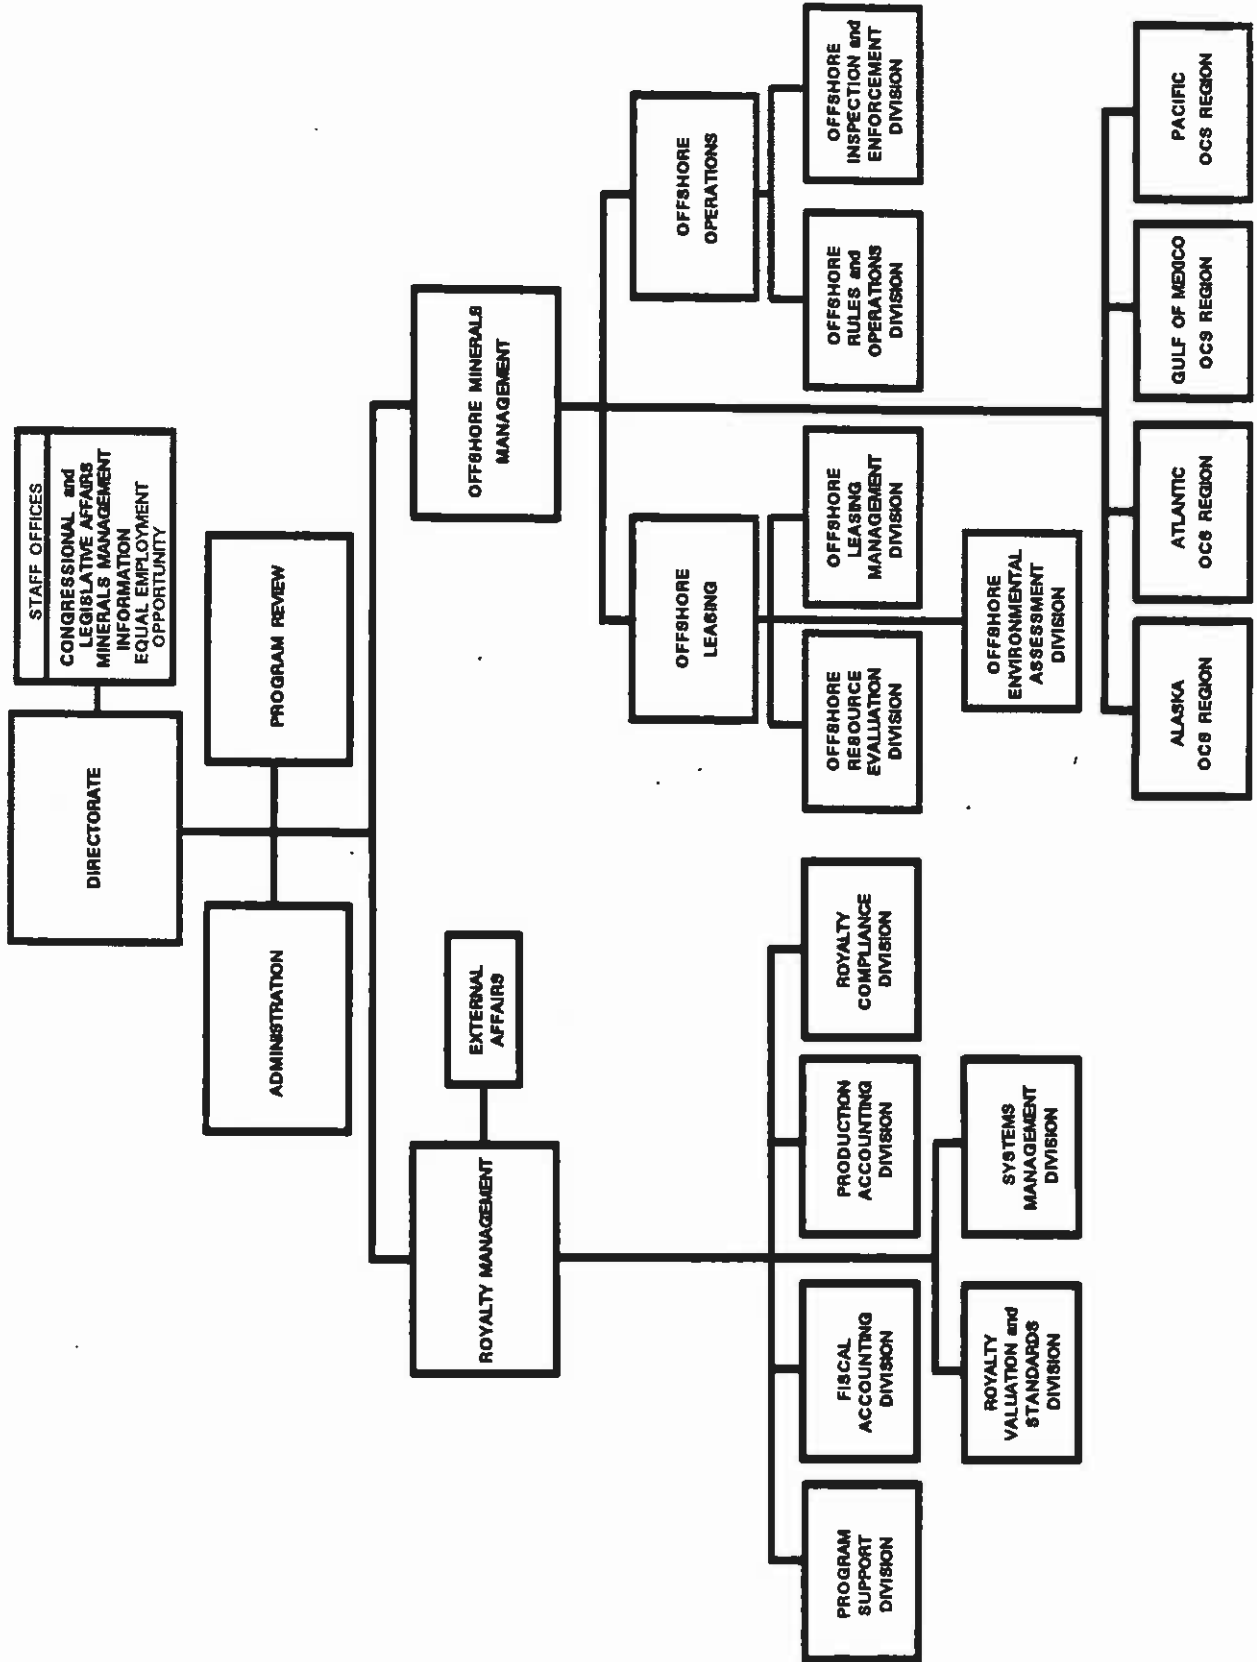 STAFF OFFICES
CONGRESSIONAL and
LEGISLATIVE AFFAIRS
MINERALS MANAGEMENT
INFORMATION
EQUAL EMPLOYMENT
OPPORTUNITY
DIRECTORATE
ADMINISTRATION
PROGRAM REVIEW
ROYALTY MANAGEMENT
EXTERNAL
AFFAIRS
OFFSHORE MINERALS
MANAGEMENT
OFFSHORE
LEASING
OFFSHORE
OPERATIONS
PROGRAM
SUPPORT
DIVISION
FISCAL
ACCOUNTING
DIVISION
PRODUCTION
ACCOUNTING
DIVISION
ROYALTY
COMPLIANCE
DIVISION
OFFSHORE
RESOURCE
EVALUATION
DIVISION
OFFSHORE
LEASING
MANAGEMENT
DIVISION
OFFSHORE
RULES and
OPERATIONS
DIVISION
OFFSHORE
INSPECTION and
ENFORCEMENT
DIVISION
ROYALTY
VALUATION and
STANDARDS
DIVISION
SYSTEMS
MANAGEMENT
DIVISION
OFFSHORE
ENVIRONMENTAL
ASSESSMENT
DIVISION
ALASKA
OCS REGION
ATLANTIC
OCS REGION
GULF OF MEXICO
OCS REGION
PACIFIC
OCS REGION